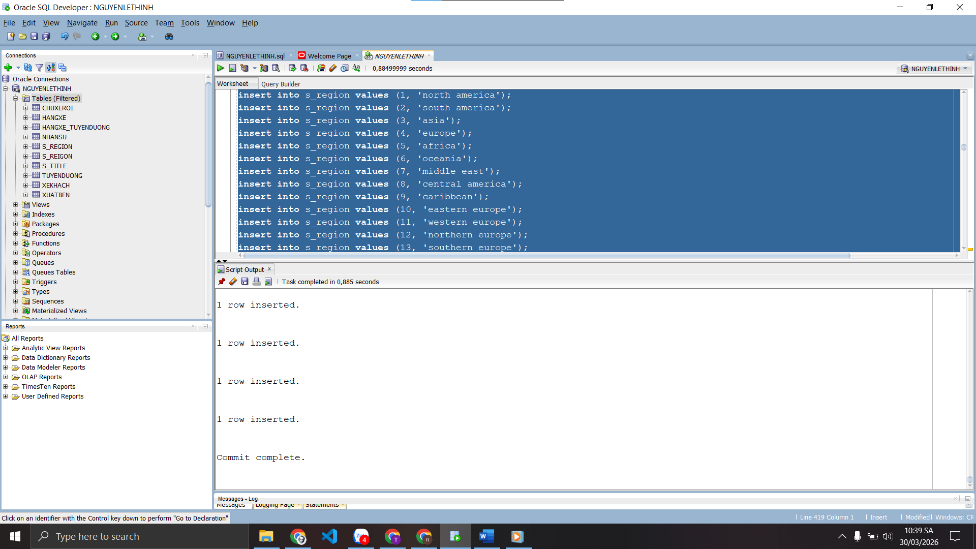 Oracle SQL Developer : NGUYENLETHINH
File Edit View Navigate Run Source Team Tools Window Help
Connections
NGUYENLETHINH.sql
Welcome Page
NGUYENLETHINH
0,88499999 seconds
NGUYENLETHINH
Worksheet Query Builder
Oracle Connections
NGUYENLETHINH
Tables (Filtered)
CHUXEROI
HANGXE
HANGXE_TUYENDUONG
NHANSU
S_REGION
S_REIGON
S_TITLE
TUYENDUONG
XEKHACH
XUATBEN
Views
Indexes
Packages
Procedures
Functions
Operators
Queues
Queues Tables
Triggers
Types
Sequences
Materialized Views
insert into s_region values (1, 'north america');
insert into s_region values (2, 'south america');
insert into s_region values (3, 'asia');
insert into s_region values (4, 'europe');
insert into s_region values (5, 'africa');
insert into s_region values (6, 'oceania');
insert into s_region values (7, 'middle east');
insert into s_region values (8, 'central america');
insert into s_region values (9, 'caribbean');
insert into s_region values (10, 'eastern europe');
insert into s_region values (11, 'western europe');
insert into s_region values (12, 'northern europe');
insert into s_region values (13, 'southern europe');
Script Output
Task completed in 0,885 seconds
1 row inserted.
1 row inserted.
1 row inserted.
1 row inserted.
Commit complete.
Reports
All Reports
Analytic View Reports
Data Dictionary Reports
Data Modeler Reports
OLAP Reports
TimesTen Reports
User Defined Reports
Messages - Log
Messages Logging Page Statements
Click on an identifier with the Control key down to perform "Go to Declaration"
Line 419 Column 1 Insert Modified Windows: CF
Type here to search
4
10:39 SA
30/03/2026